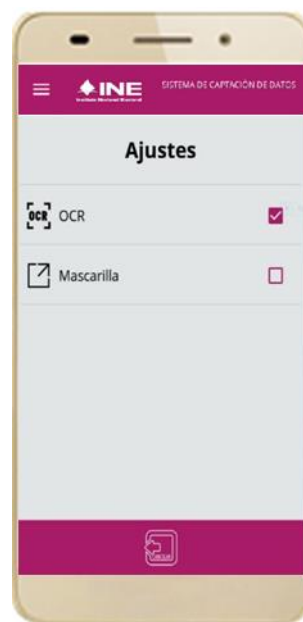 INE
Instituto Nacional Electoral
SISTEMA DE CAPTACIÓN DE DATOS
Ajustes
OCR OCR
Mascarilla